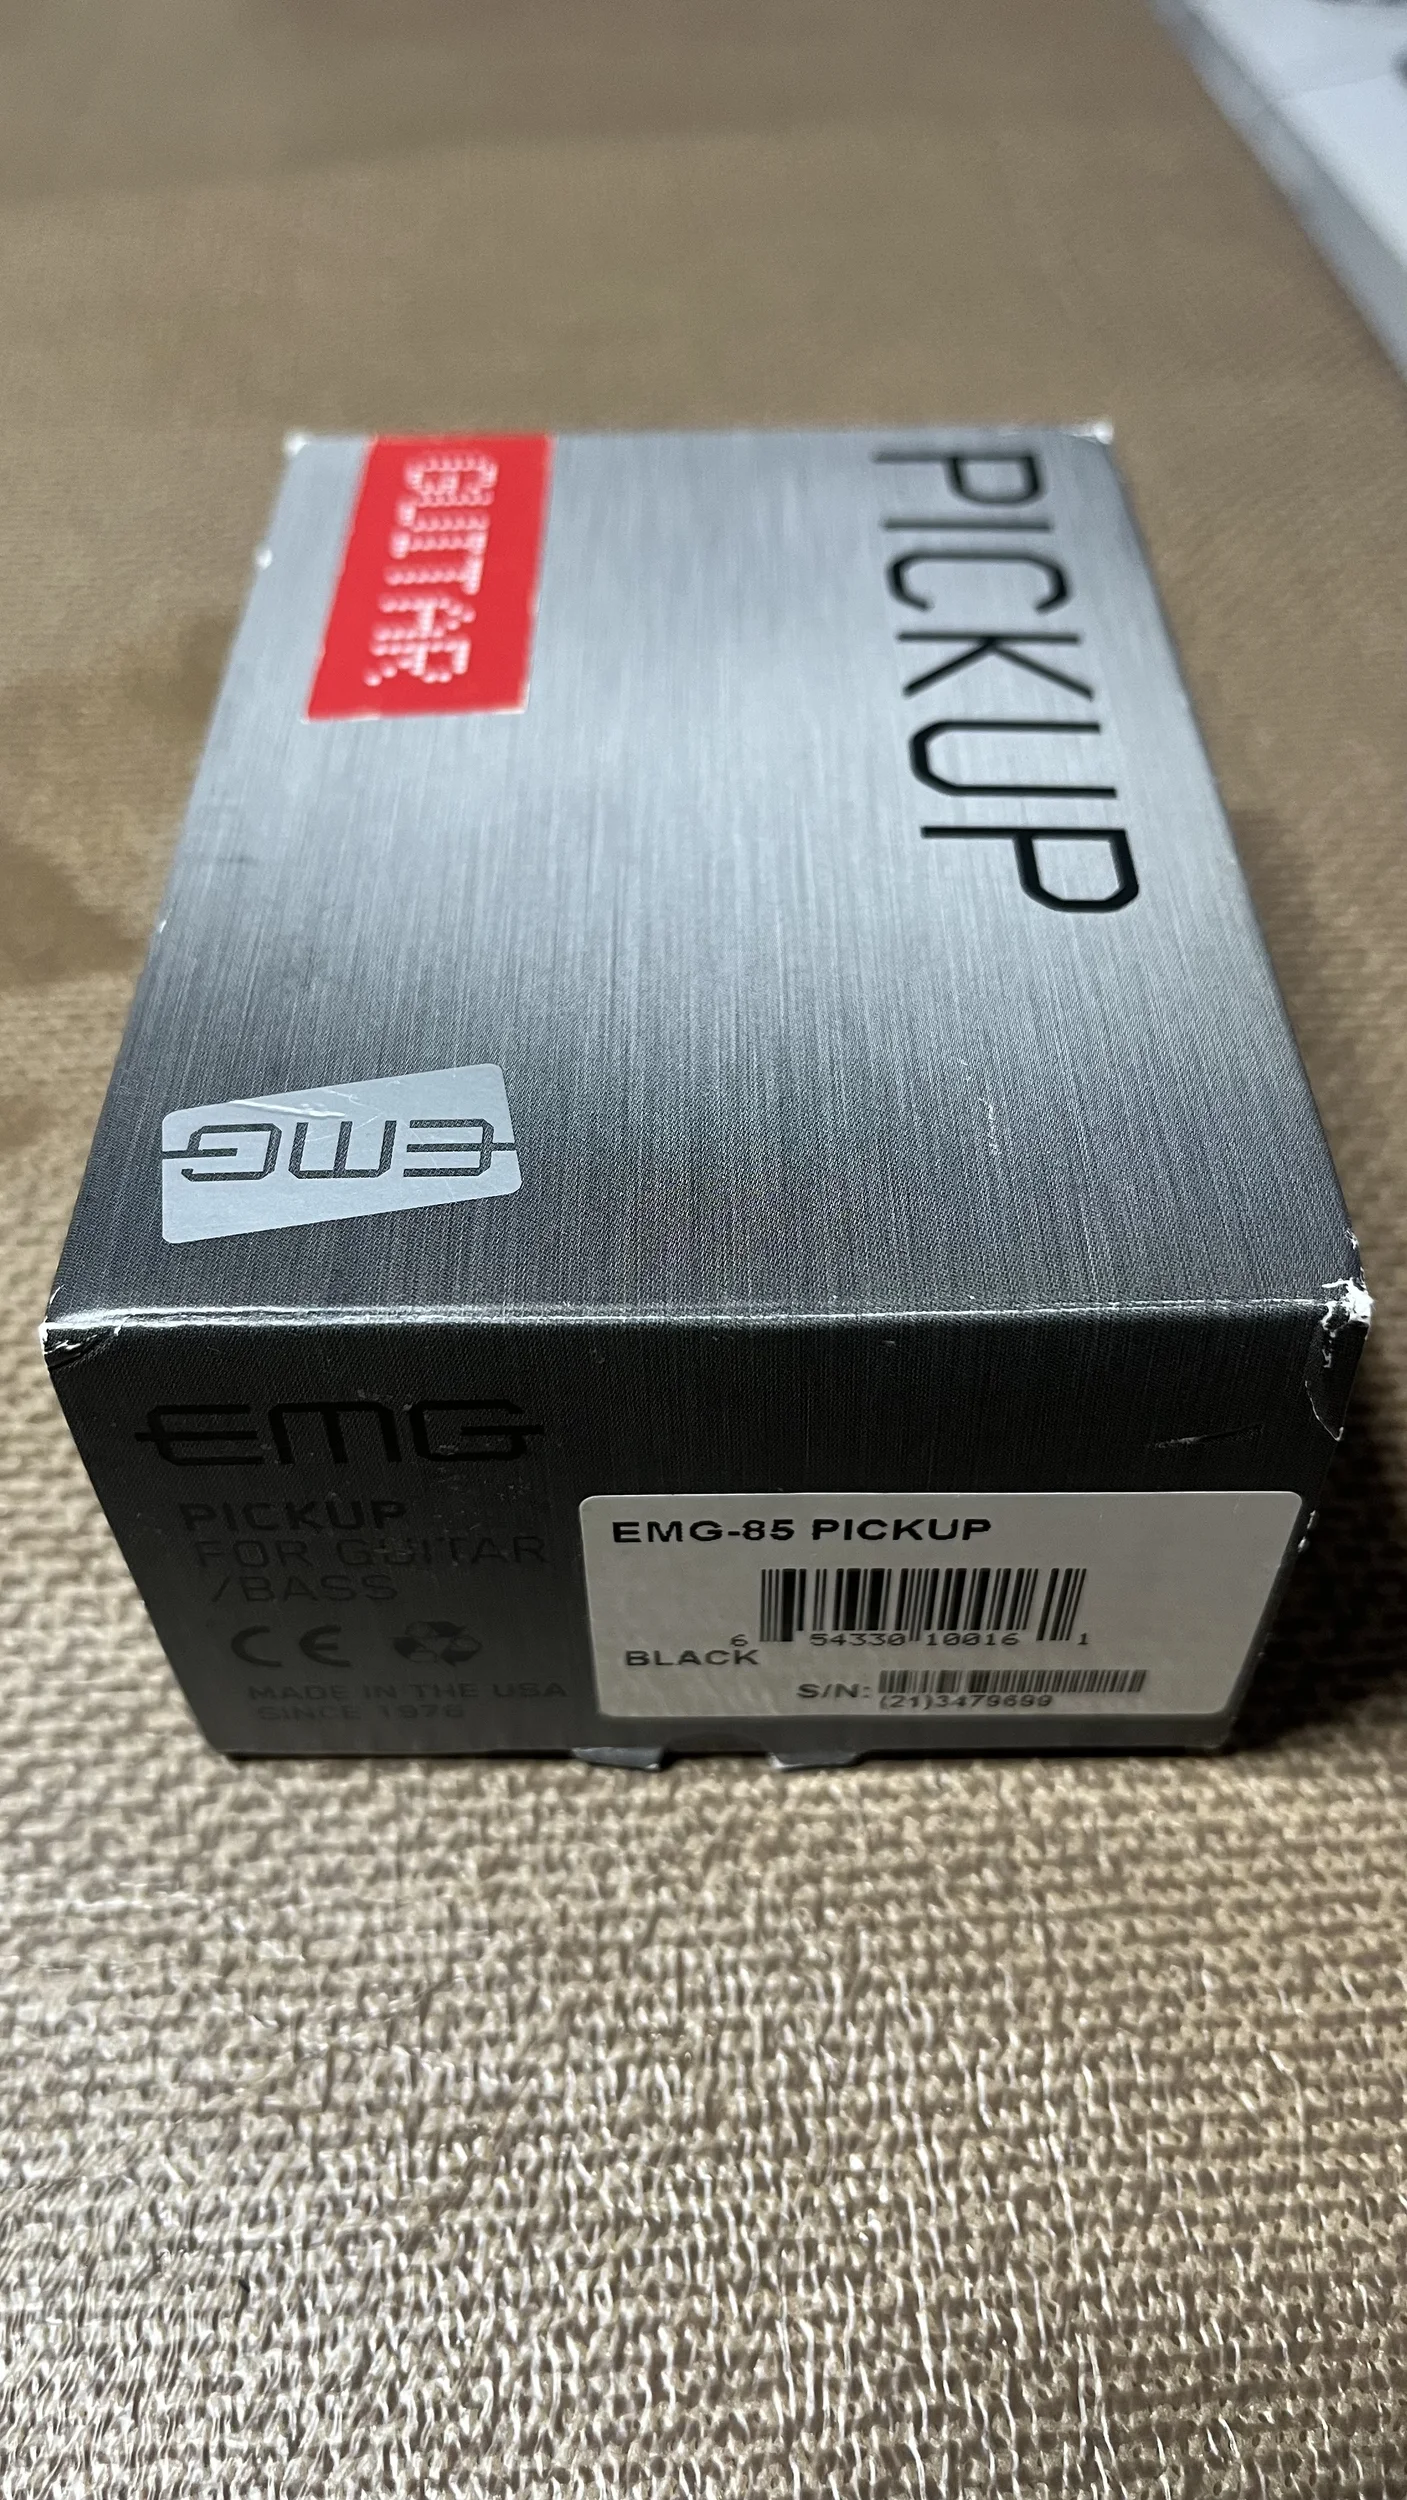 GUITAR
PICKUP
EMG
EMG
PICKUP
FOR GUITAR
/BASS
CE
MADE IN THE USA
SINCE 1976
EMG-85 PICKUP
6 54330 10016 1
BLACK
S/N:
(21)3479699